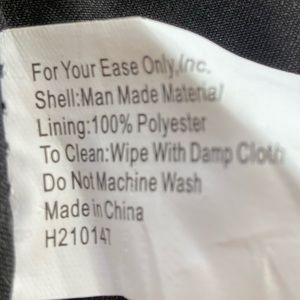 For Your Ease Only,Inc.
Shell:Man Made Material
Lining:100% Polyester
To Clean:Wipe With Damp Cloth
Do Not Machine Wash
Made in China
H210147